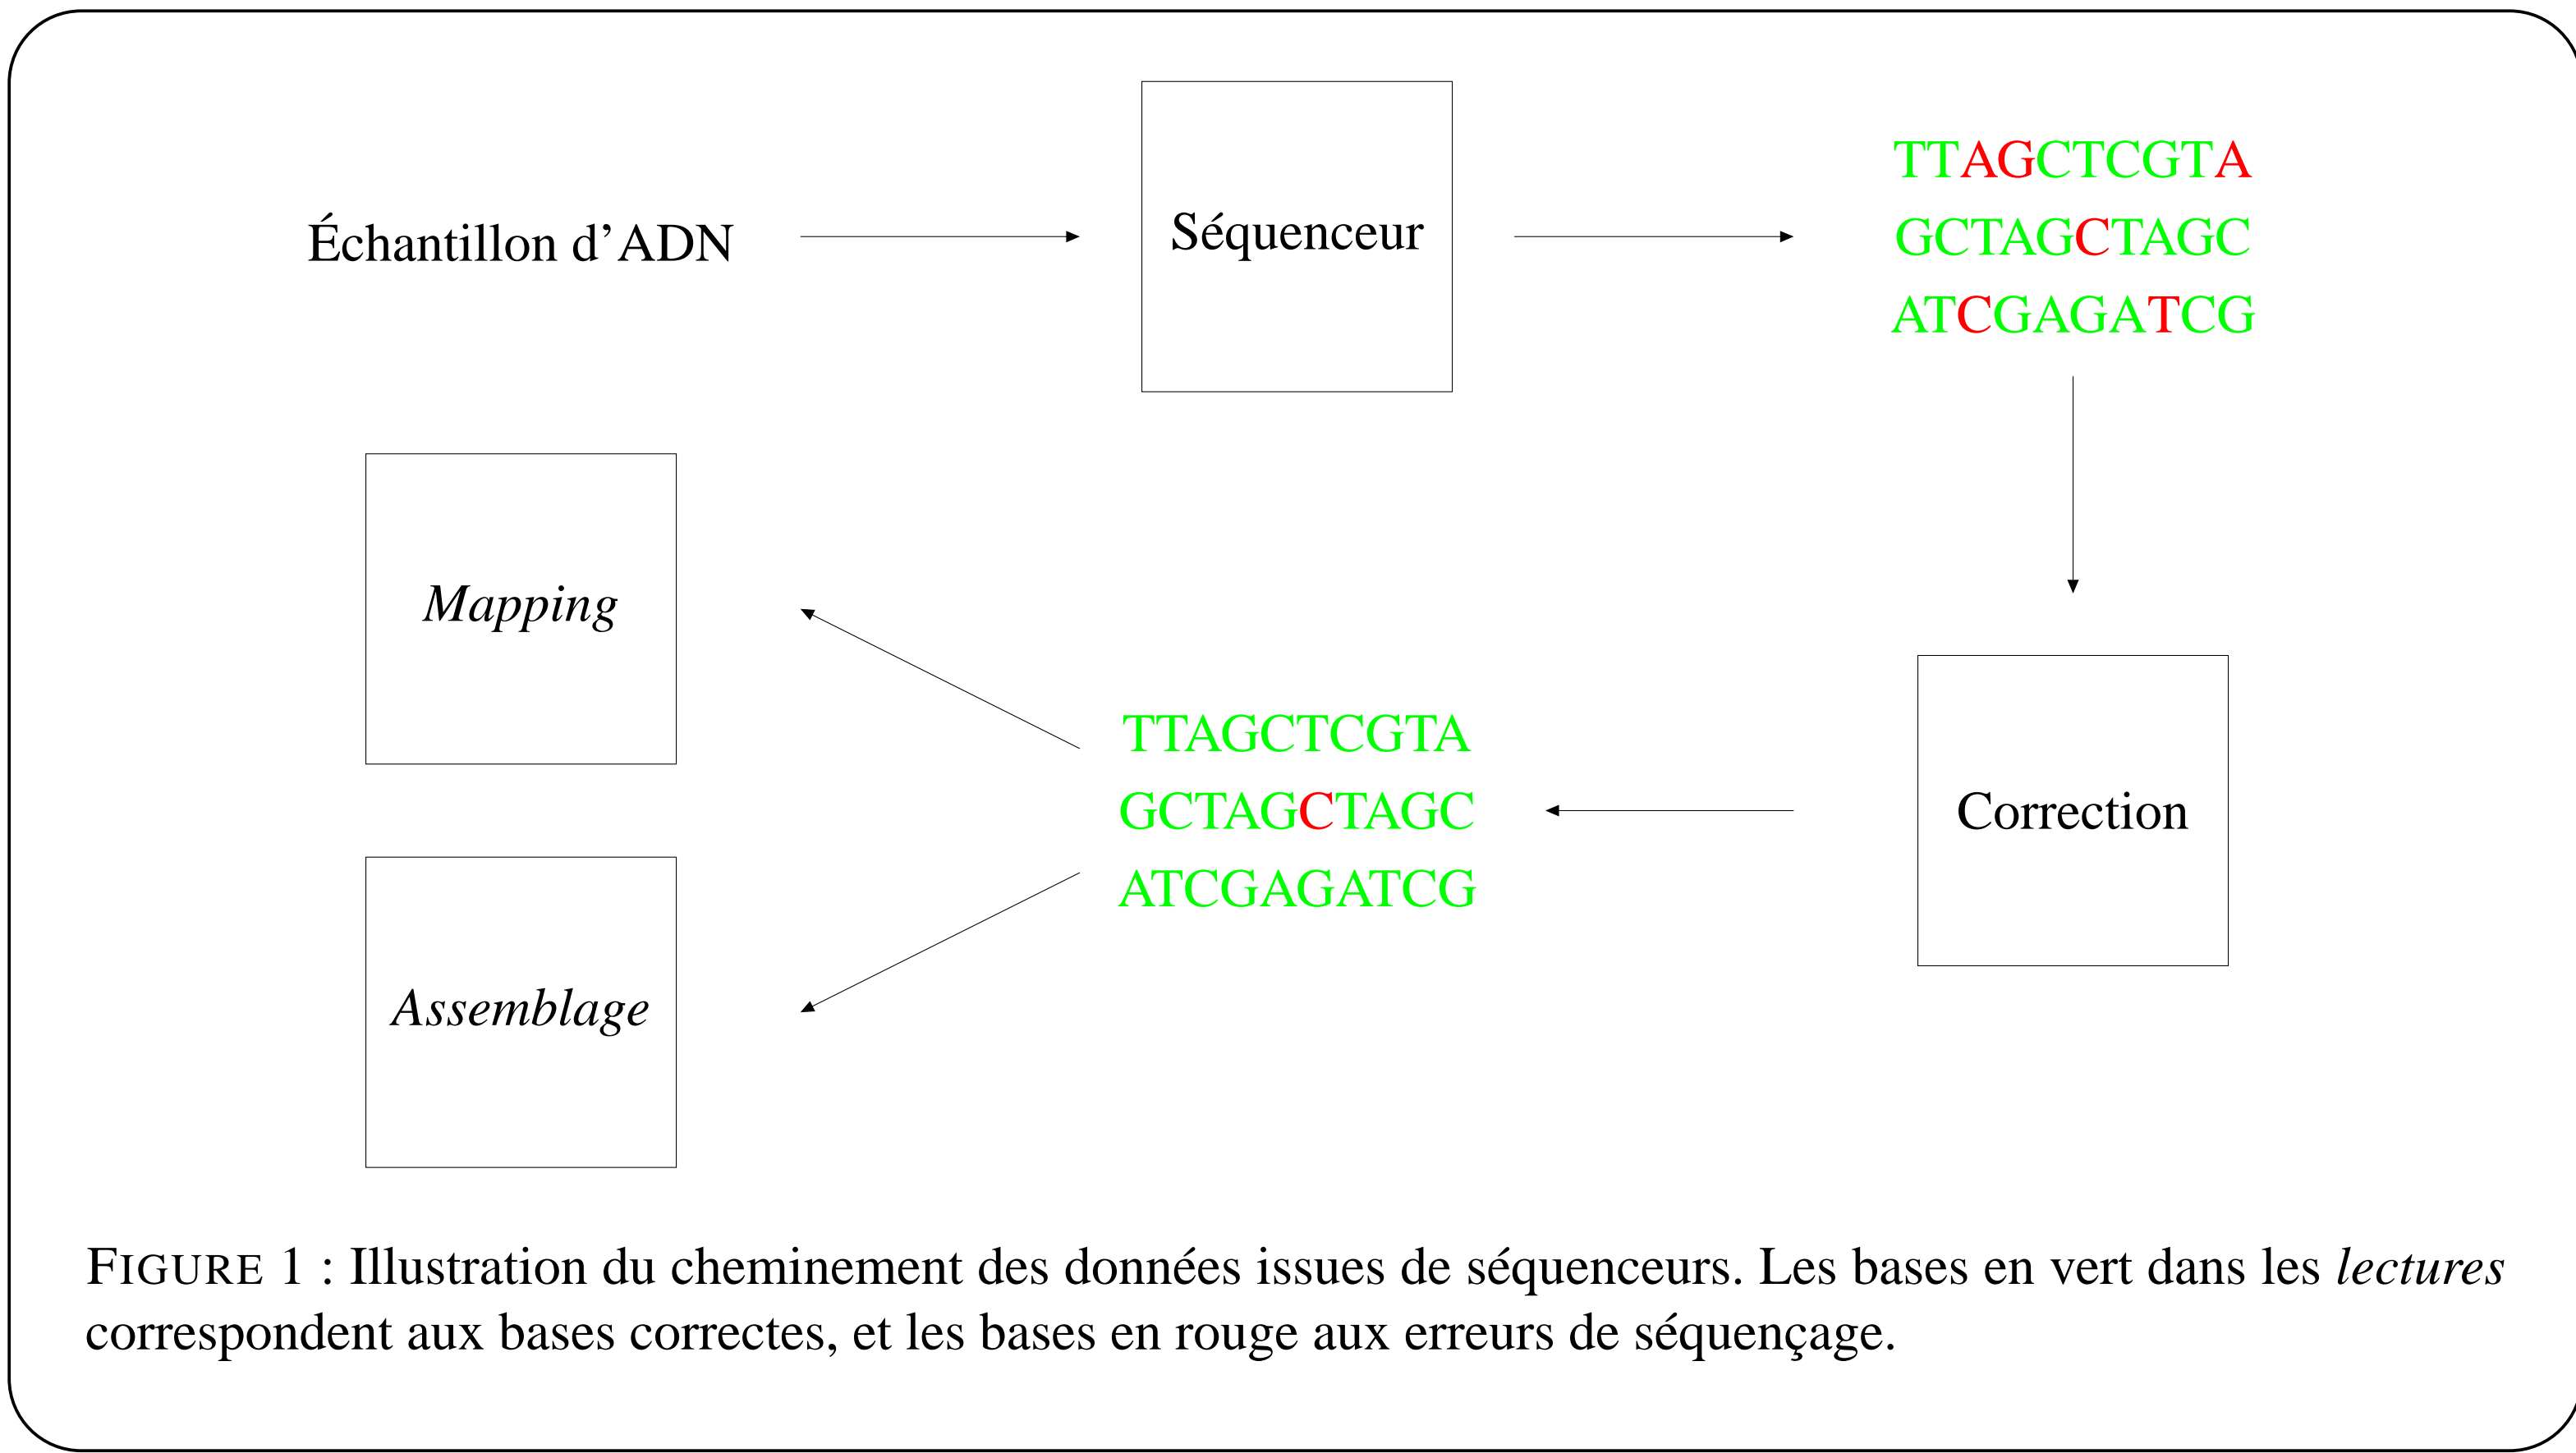 Échantillon d’ADN
Séquenceur
TTAGCTCGTA
GCTAGCTAGC
ATCGAGATCG
Correction
TTAGCTCGTA
GCTAGCTAGC
ATCGAGATCG
Mapping
Assemblage
FIGURE 1 : Illustration du cheminement des données issues de séquenceurs. Les bases en vert dans les lectures
correspondent aux bases correctes, et les bases en rouge aux erreurs de séquençage.